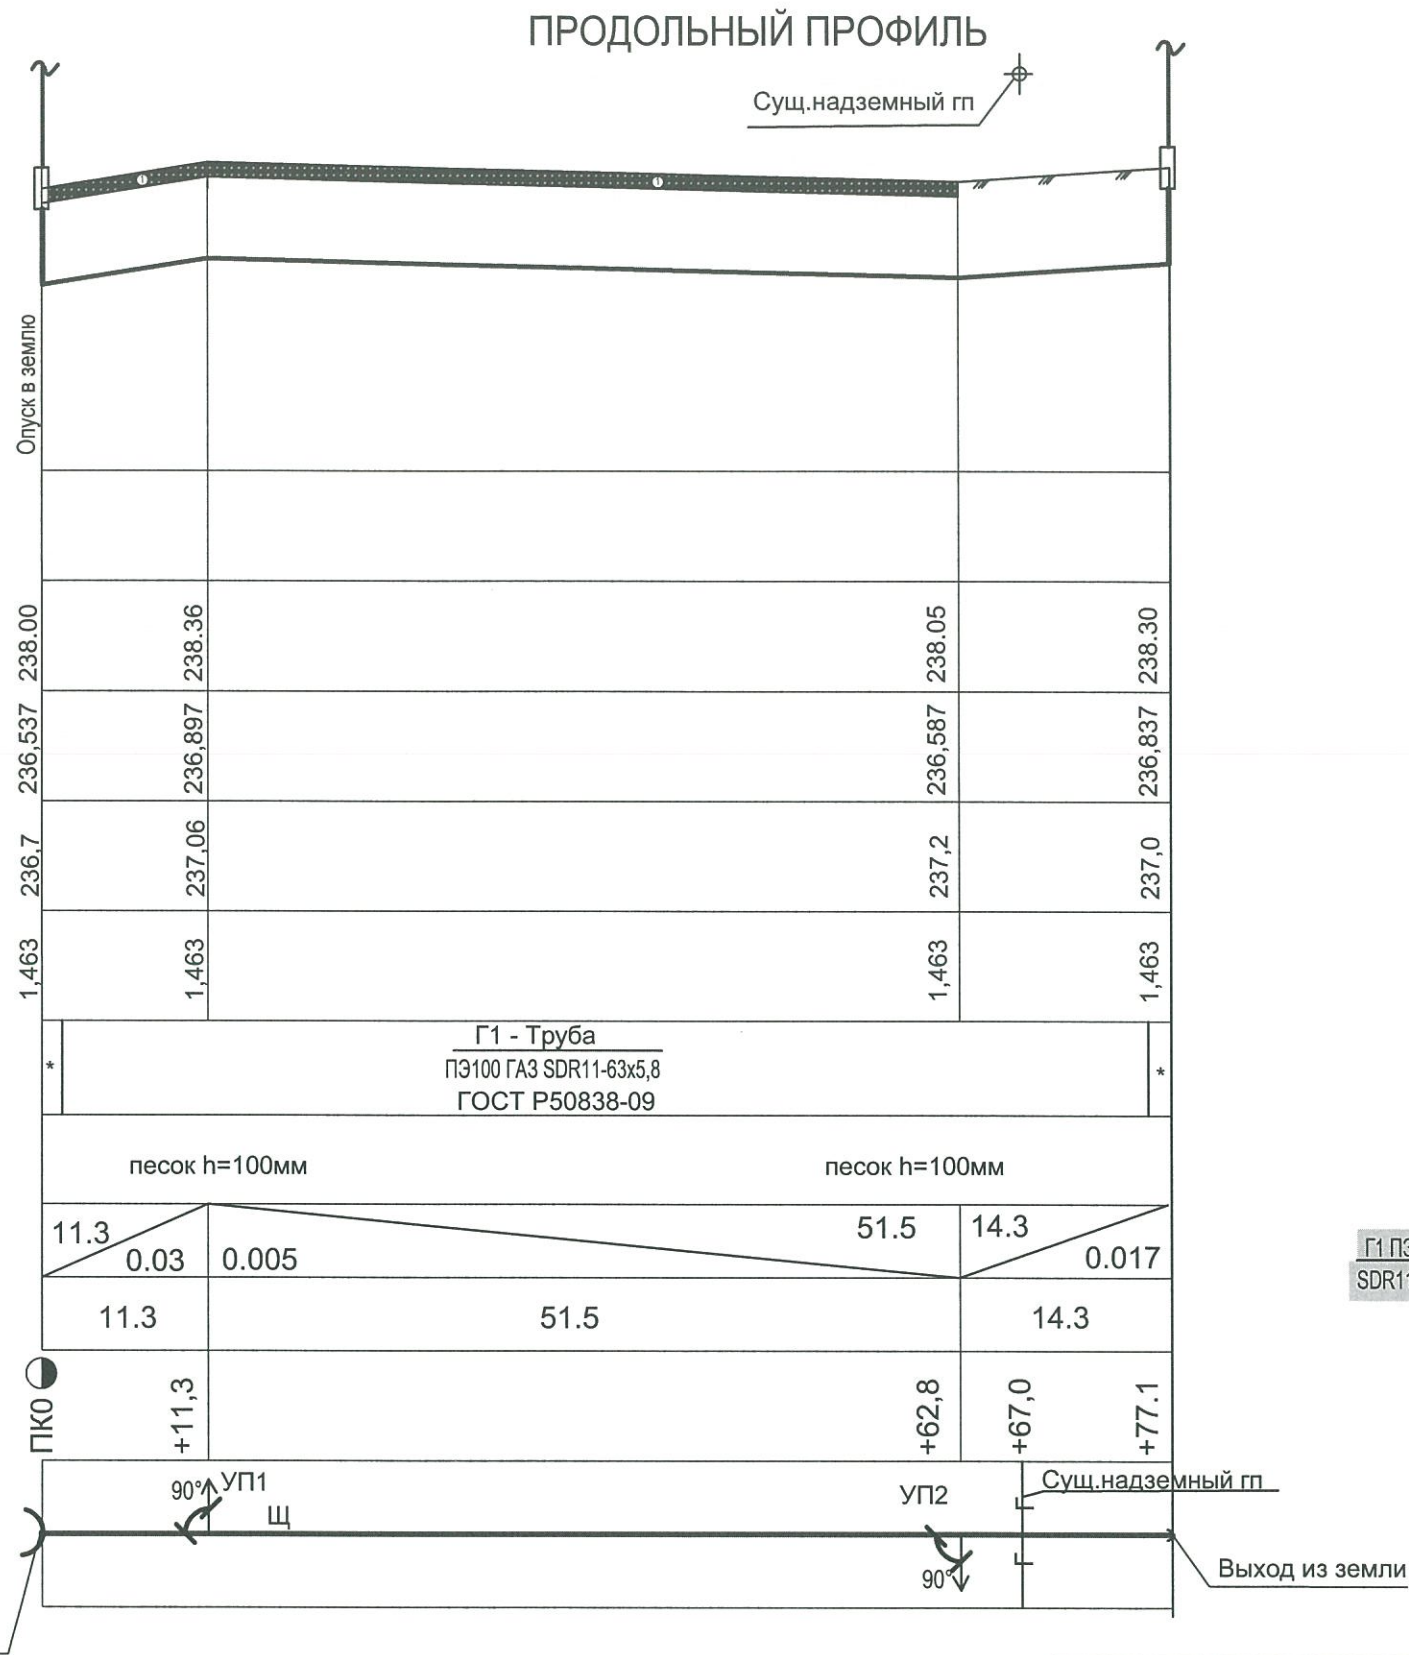 ПРОДОЛЬНЫЙ ПРОФИЛЬ
Сущ.надземный гп
Опуск в землю
238.00 238.36 238.05 238.30
236,537 236,897 236,587 236,837
236,7 237,06 237,2 237,0
1,463 1,463 1,463 1,463
Г1 - Труба
* ПЭ100 ГАЗ SDR11-63х5,8 *
ГОСТ Р50838-09
песок h=100мм песок h=100мм
11.3 51.5 14.3
0.03 0.005 0.017
Г1 ПЭ
SDR11
11.3 51.5 14.3
ПК0 +11,3 +62,8 +67,0 +77.1
90° УП1 Щ УП2 Сущ.надземный гп
90° Выход из земли